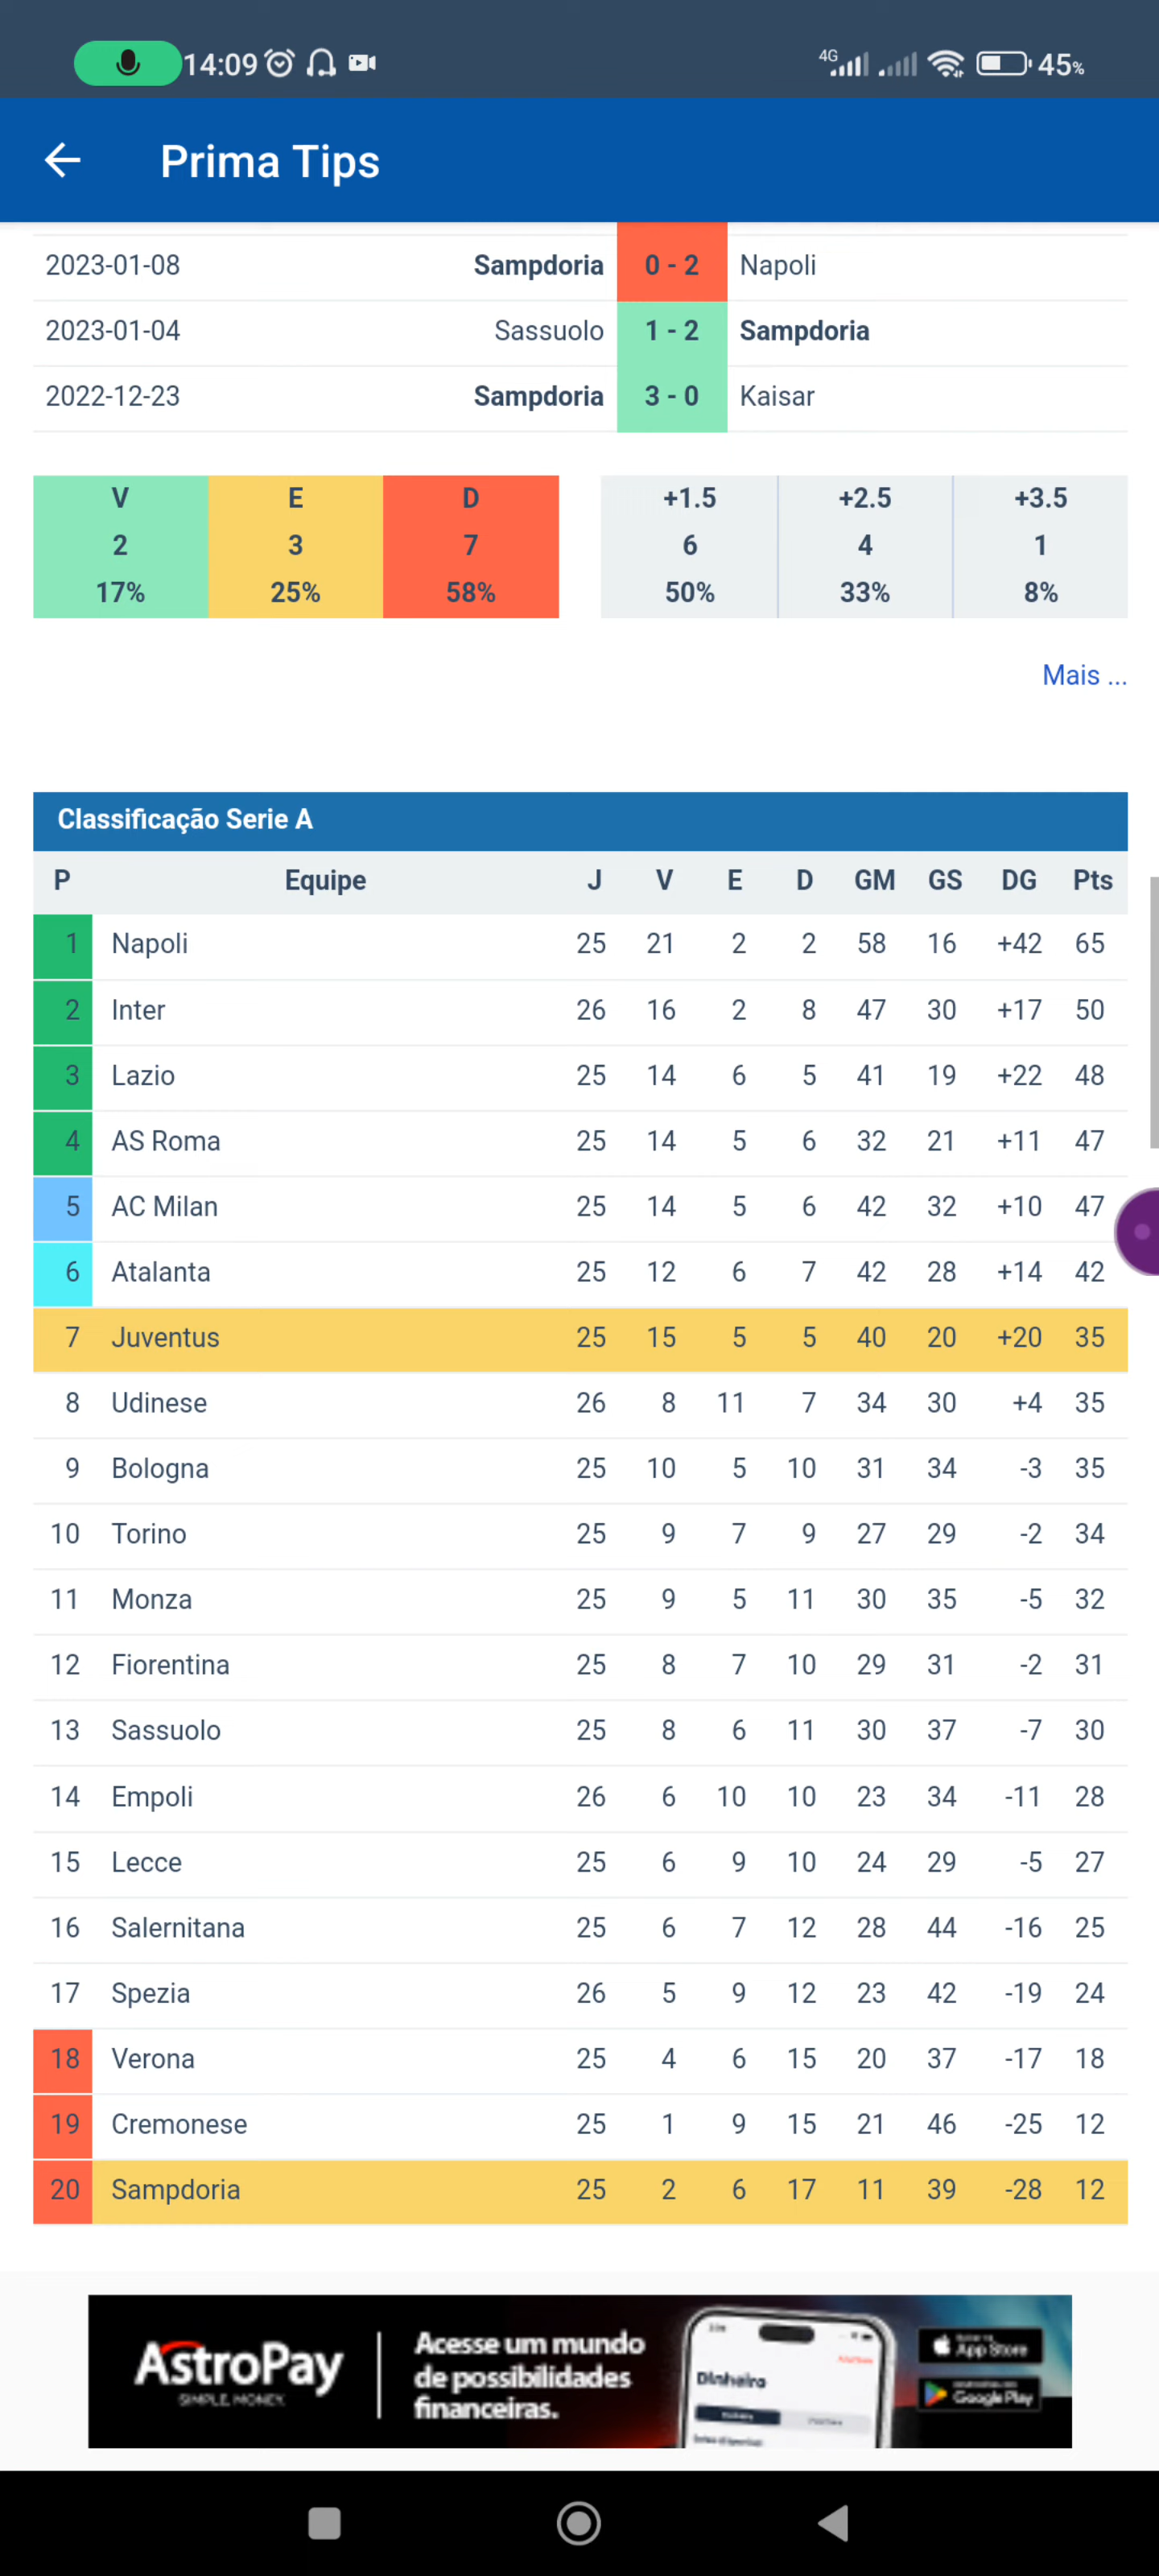 14:09 4G 45%
Prima Tips
2023-01-08 Sampdoria 0 - 2 Napoli
2023-01-04 Sassuolo 1 - 2 Sampdoria
2022-12-23 Sampdoria 3 - 0 Kaisar
V E D +1.5 +2.5 +3.5
2 3 7 6 4 1
17% 25% 58% 50% 33% 8%
Mais ...
Classificação Serie A
P Equipe J V E D GM GS DG Pts
1 Napoli 25 21 2 2 58 16 +42 65
2 Inter 26 16 2 8 47 30 +17 50
3 Lazio 25 14 6 5 41 19 +22 48
4 AS Roma 25 14 5 6 32 21 +11 47
5 AC Milan 25 14 5 6 42 32 +10 47
6 Atalanta 25 12 6 7 42 28 +14 42
7 Juventus 25 15 5 5 40 20 +20 35
8 Udinese 26 8 11 7 34 30 +4 35
9 Bologna 25 10 5 10 31 34 -3 35
10 Torino 25 9 7 9 27 29 -2 34
11 Monza 25 9 5 11 30 35 -5 32
12 Fiorentina 25 8 7 10 29 31 -2 31
13 Sassuolo 25 8 6 11 30 37 -7 30
14 Empoli 26 6 10 10 23 34 -11 28
15 Lecce 25 6 9 10 24 29 -5 27
16 Salernitana 25 6 7 12 28 44 -16 25
17 Spezia 26 5 9 12 23 42 -19 24
18 Verona 25 4 6 15 20 37 -17 18
19 Cremonese 25 1 9 15 21 46 -25 12
20 Sampdoria 25 2 6 17 11 39 -28 12
AstroPay
SIMPLE. MONEY.
Acesse um mundo
de possibilidades
financeiras.
Dinheiro
App Store
Google Play